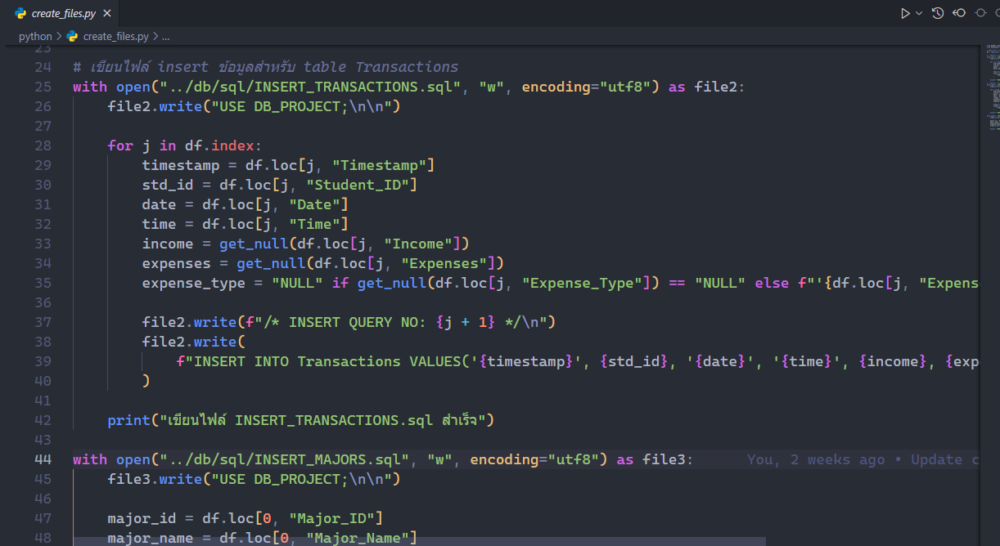 create_files.py
python > create_files.py > ...
23
24 # เขียนไฟล์ insert ข้อมูลสำหรับ table Transactions
25 with open("../db/sql/INSERT_TRANSACTIONS.sql", "w", encoding="utf8") as file2:
26     file2.write("USE DB_PROJECT;\n\n")
27
28     for j in df.index:
29         timestamp = df.loc[j, "Timestamp"]
30         std_id = df.loc[j, "Student_ID"]
31         date = df.loc[j, "Date"]
32         time = df.loc[j, "Time"]
33         income = get_null(df.loc[j, "Income"])
34         expenses = get_null(df.loc[j, "Expenses"])
35         expense_type = "NULL" if get_null(df.loc[j, "Expense_Type"]) == "NULL" else f"'{df.loc[j, "Expens
36
37         file2.write(f"/* INSERT QUERY NO: {j + 1} */\n")
38         file2.write(
39             f"INSERT INTO Transactions VALUES('{timestamp}', {std_id}, '{date}', '{time}', {income}, {exp
40         )
41
42     print("เขียนไฟล์ INSERT_TRANSACTIONS.sql สำเร็จ")
43
44 with open("../db/sql/INSERT_MAJORS.sql", "w", encoding="utf8") as file3: You, 2 weeks ago • Update c
45     file3.write("USE DB_PROJECT;\n\n")
46
47     major_id = df.loc[0, "Major_ID"]
48     major_name = df.loc[0, "Major_Name"]